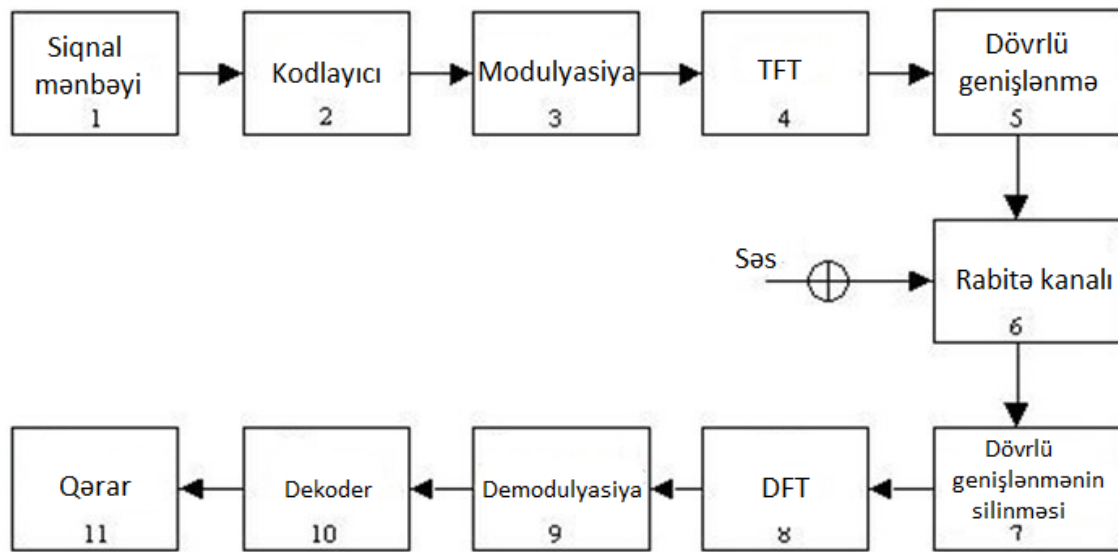 Siqnal
mənbəyi
1
Kodlayıcı
2
Modulyasiya
3
TFT
4
Dövrlü
genişlənmə
5
Səs
Rabitə kanalı
6
Dövrlü
genişlənmənin
silinməsi
7
DFT
8
Demodulyasiya
9
Dekoder
10
Qərar
11